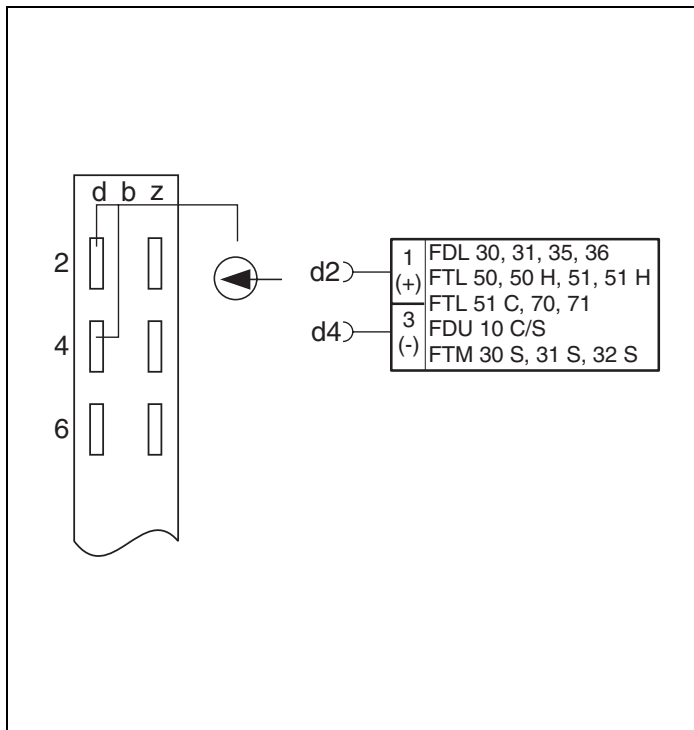 d b z
2
4
6
d2
d4
1
(+)
3
(-)
FDL 30, 31, 35, 36
FTL 50, 50 H, 51, 51 H
FTL 51 C, 70, 71
FDU 10 C/S
FTM 30 S, 31 S, 32 S